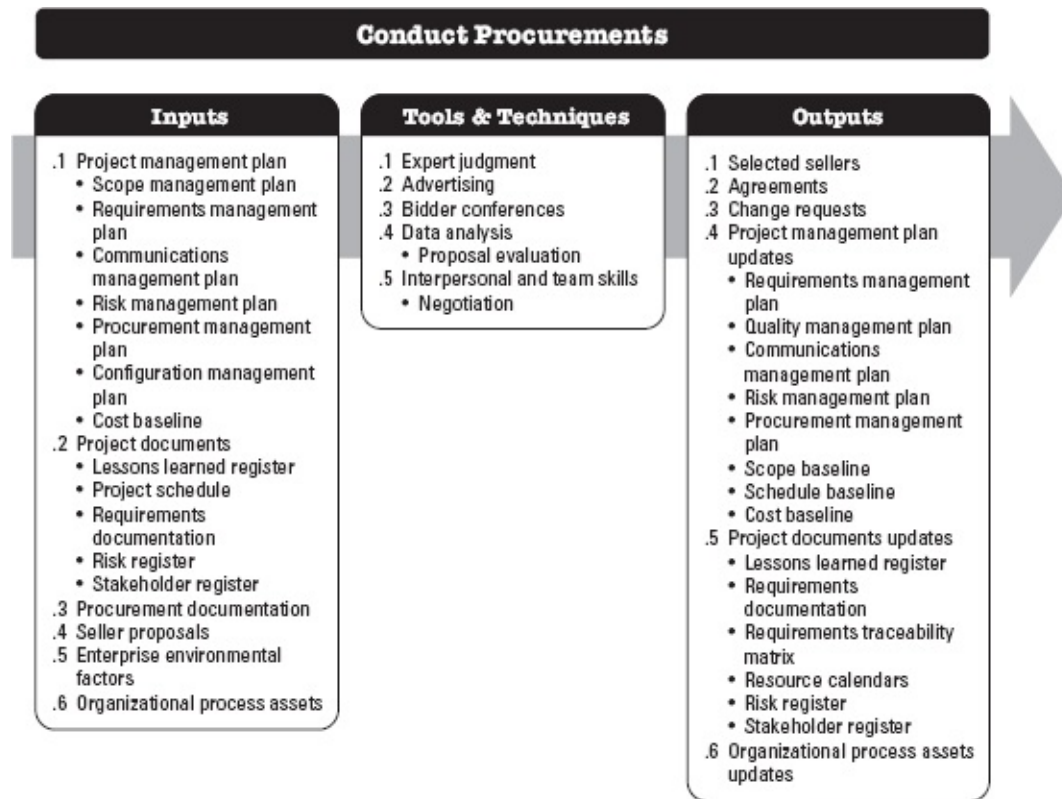 Conduct Procurements
Inputs
.1 Project management plan
• Scope management plan
• Requirements management
plan
• Communications
management plan
• Risk management plan
• Procurement management
plan
• Configuration management
plan
• Cost baseline
.2 Project documents
• Lessons learned register
• Project schedule
• Requirements
documentation
• Risk register
• Stakeholder register
.3 Procurement documentation
.4 Seller proposals
.5 Enterprise environmental
factors
.6 Organizational process assets
Tools & Techniques
.1 Expert judgment
.2 Advertising
.3 Bidder conferences
.4 Data analysis
• Proposal evaluation
.5 Interpersonal and team skills
• Negotiation
Outputs
.1 Selected sellers
.2 Agreements
.3 Change requests
.4 Project management plan
updates
• Requirements management
plan
• Quality management plan
• Communications
management plan
• Risk management plan
• Procurement management
plan
• Scope baseline
• Schedule baseline
• Cost baseline
.5 Project documents updates
• Lessons learned register
• Requirements
documentation
• Requirements traceability
matrix
• Resource calendars
• Risk register
• Stakeholder register
.6 Organizational process assets
updates